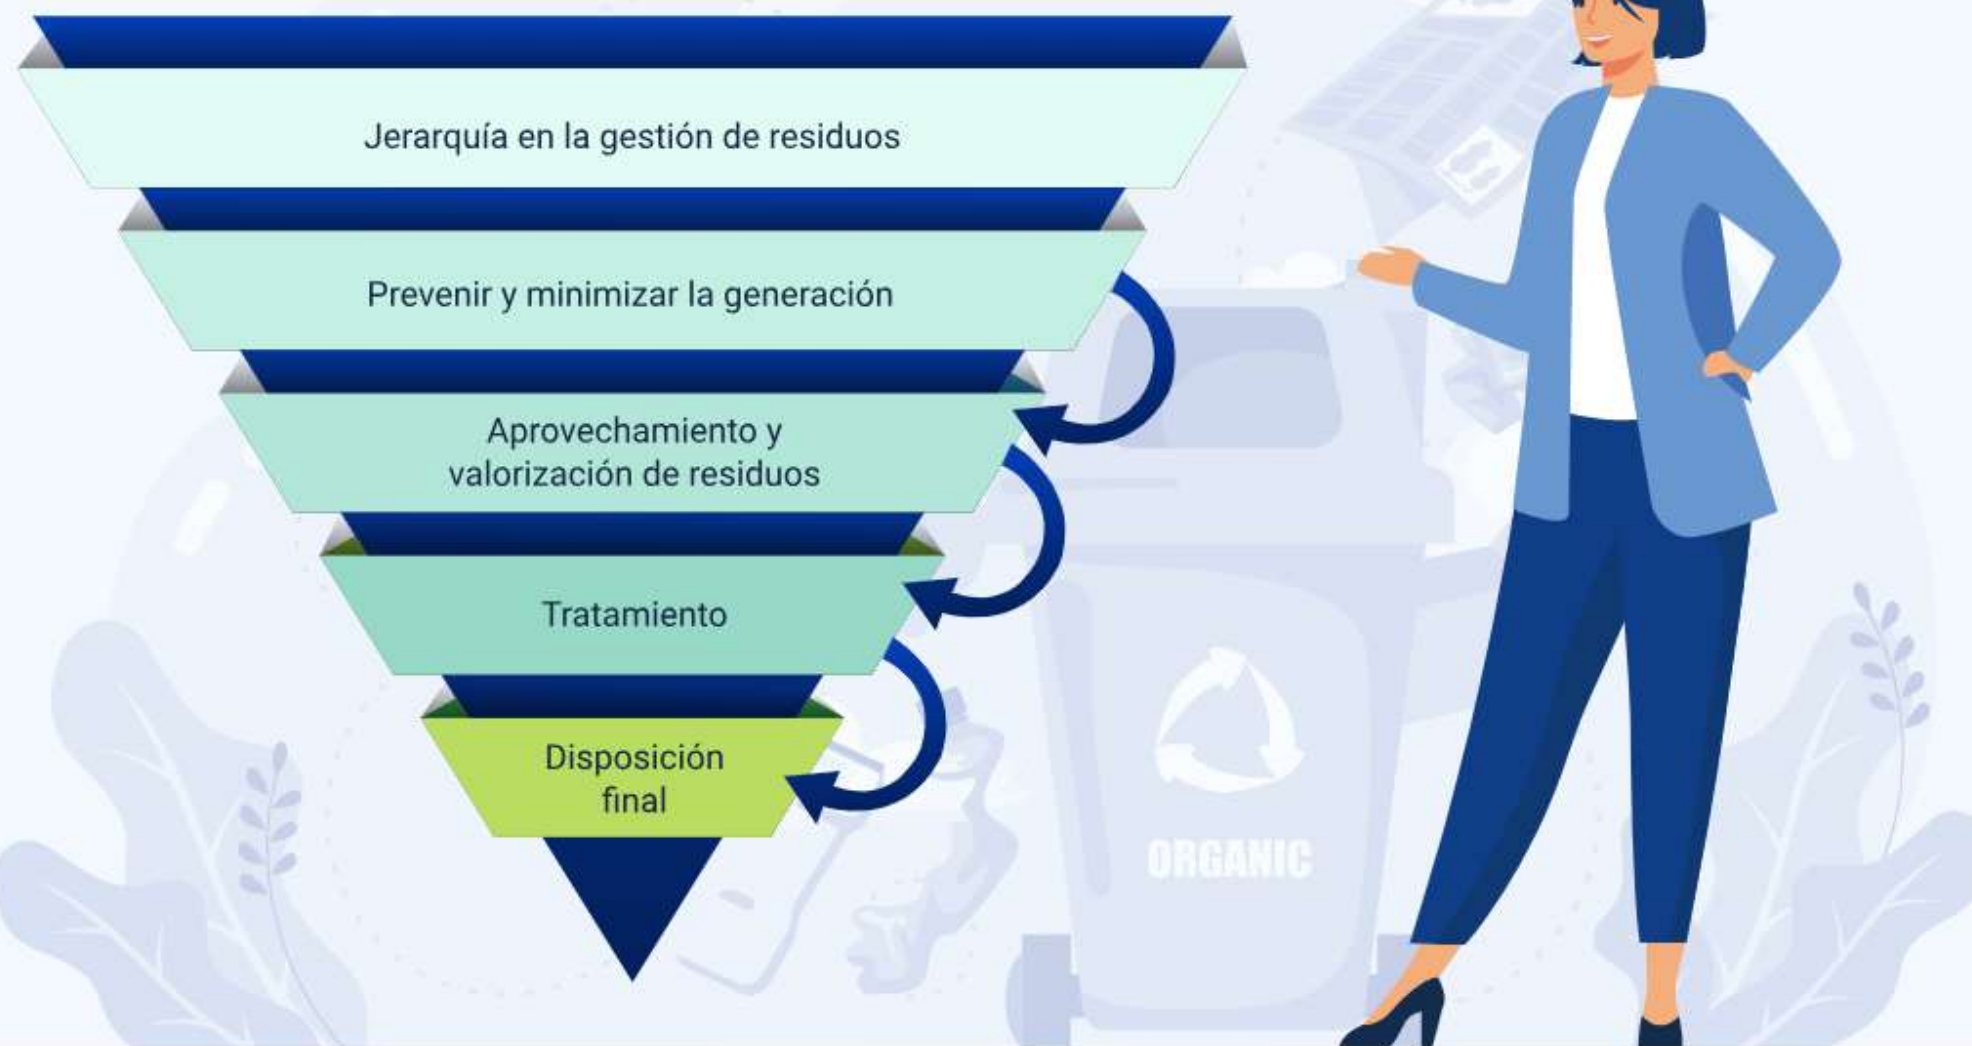 Jerarquía en la gestión de residuos
Prevenir y minimizar la generación
Aprovechamiento y
valorización de residuos
Tratamiento
Disposición
final
ORGANIC